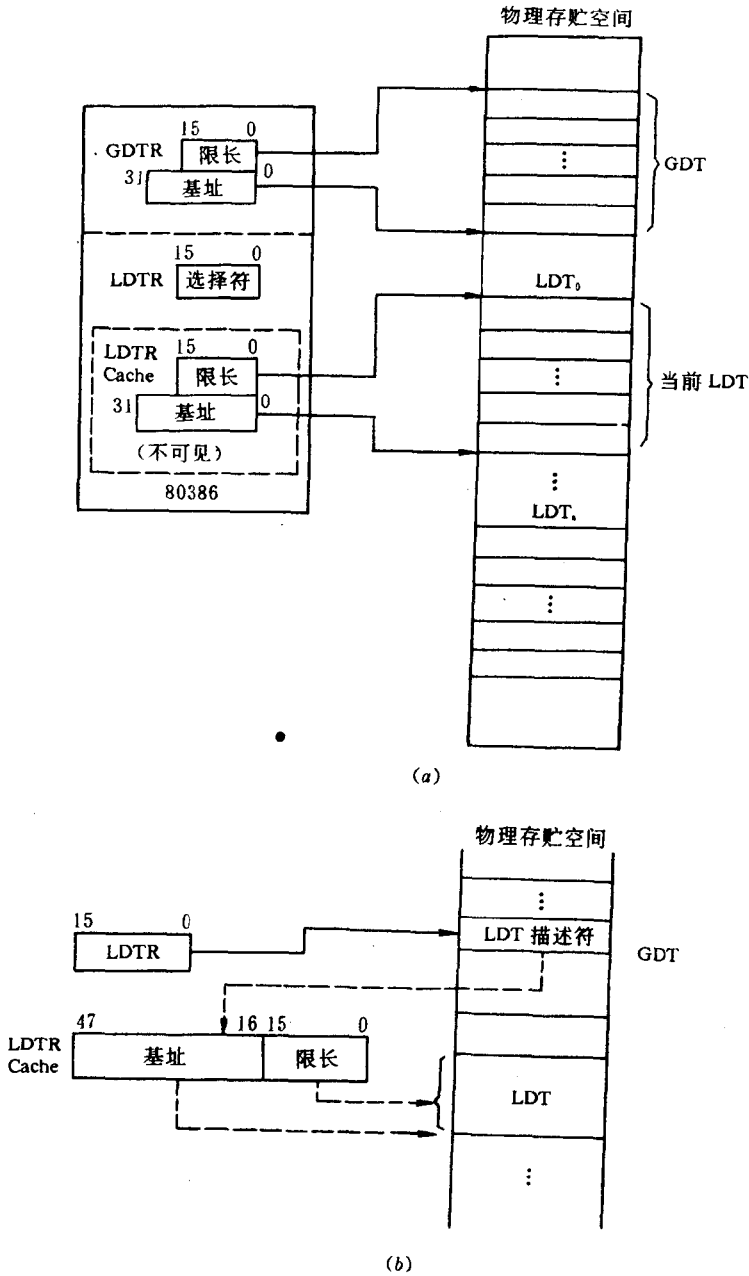 物理存贮空间
15 0
GDTR 限长
31 基址 0
GDT
15 0
LDTR 选择符
LDT₀
LDTR
Cache
15 0
限长
31 基址 0
(不可见)
当前 LDT
80386
LDTₙ
(a)
物理存贮空间
15 0
LDTR
LDT 描述符
GDT
47 16 15 0
LDTR
Cache
基址 限长
LDT
(b)